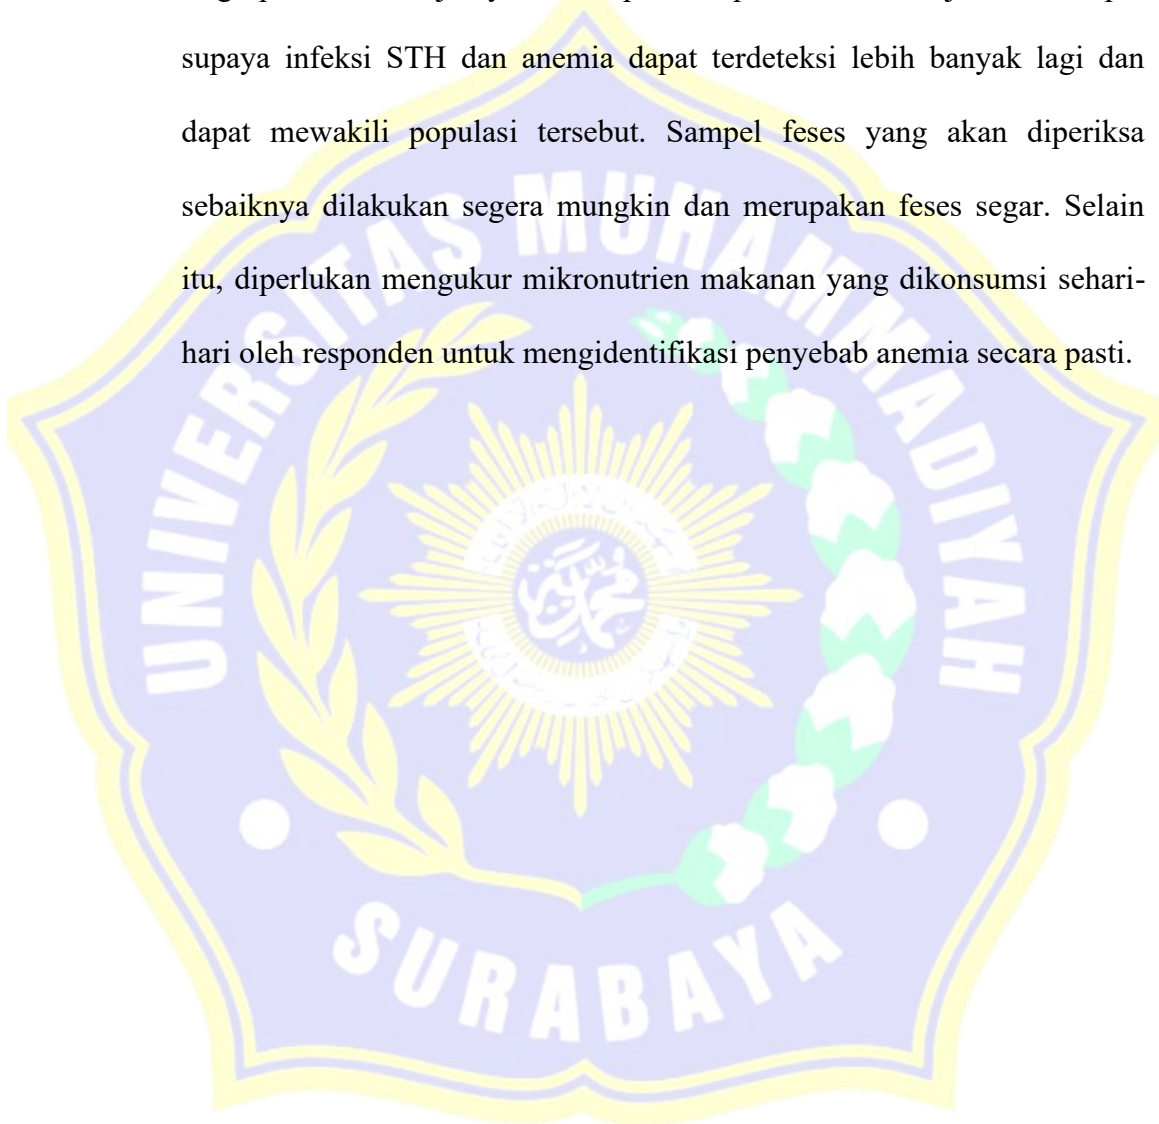 supaya infeksi STH dan anemia dapat terdeteksi lebih banyak lagi dan
dapat mewakili populasi tersebut. Sampel feses yang akan diperiksa
sebaiknya dilakukan segera mungkin dan merupakan feses segar. Selain
itu, diperlukan mengukur mikronutrien makanan yang dikonsumsi sehari-
hari oleh responden untuk mengidentifikasi penyebab anemia secara pasti.
UNIVERSITAS MUHAMMADIYAH
SURABAYA